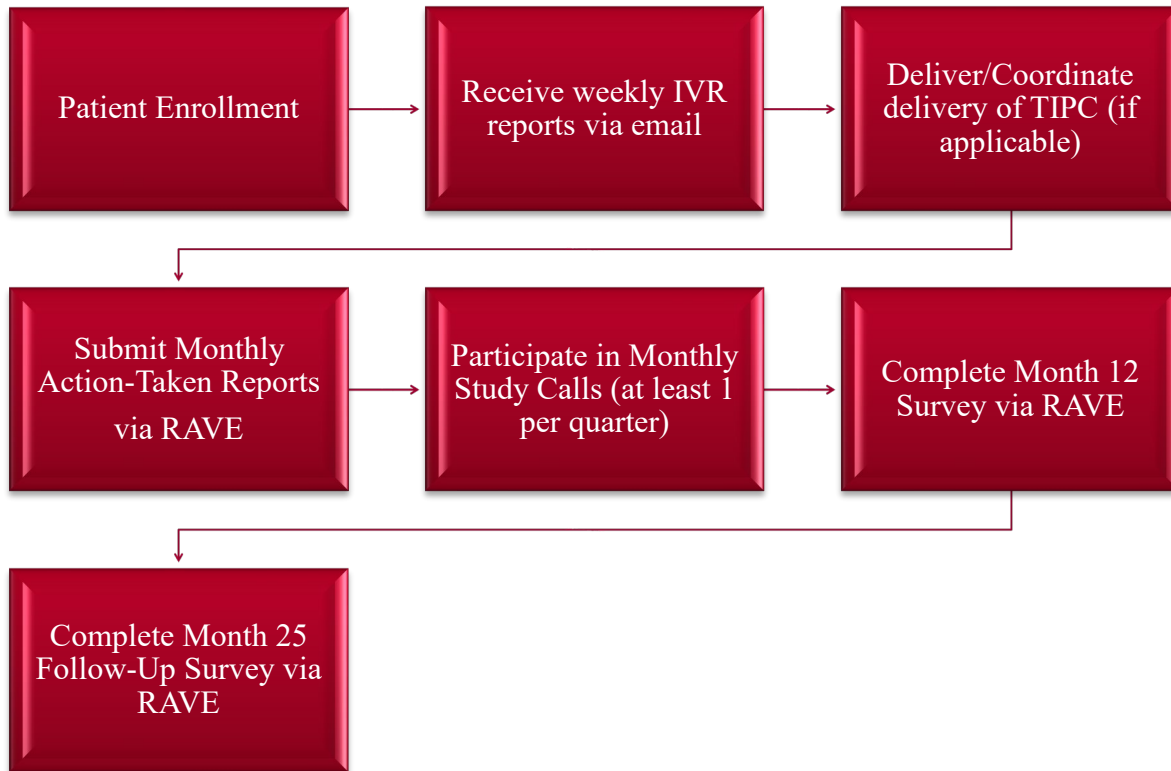 Patient Enrollment
Receive weekly IVR
reports via email
Deliver/Coordinate
delivery of TIPC (if
applicable)
Submit Monthly
Action-Taken Reports
via RAVE
Participate in Monthly
Study Calls (at least 1
per quarter)
Complete Month 12
Survey via RAVE
Complete Month 25
Follow-Up Survey via
RAVE